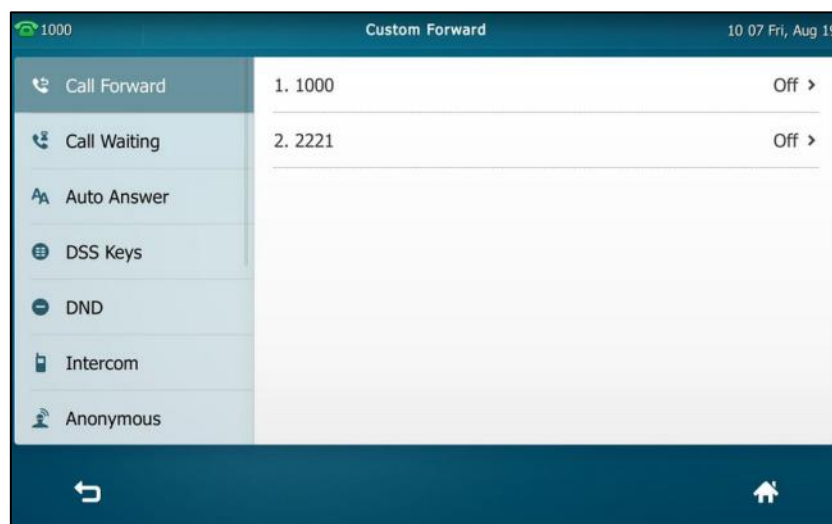 1000 Custom Forward 10 07 Fri, Aug 19
Call Forward
Call Waiting
Auto Answer
DSS Keys
DND
Intercom
Anonymous
1. 1000 Off >
2. 2221 Off >